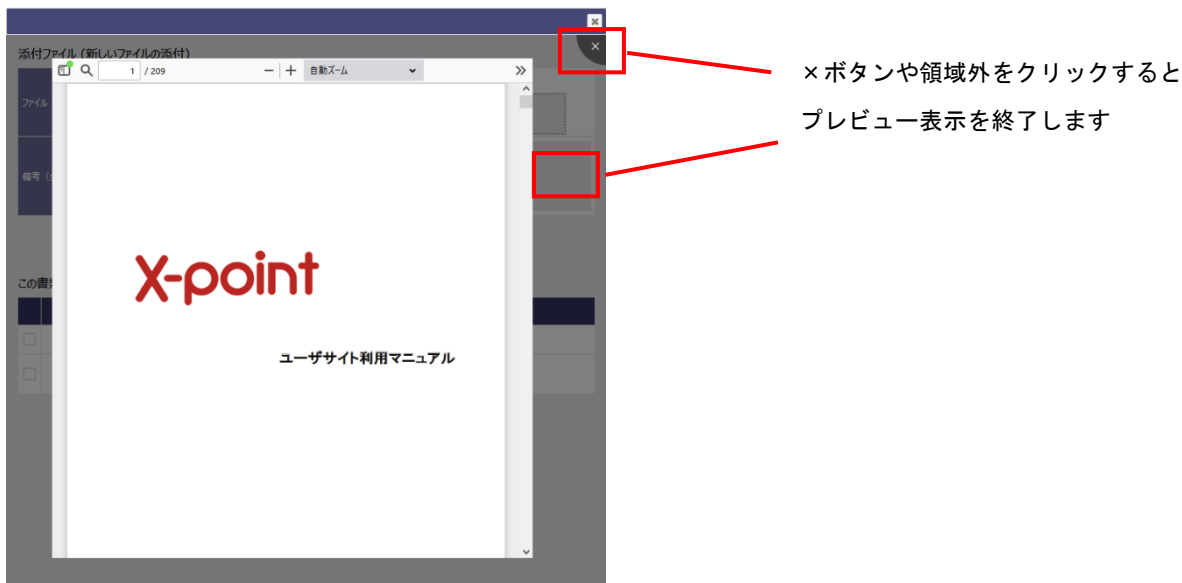 添付ファイル（新しいファイルの添付）
1 / 209
自動ズーム
×ボタンや領域外をクリックすると
プレビュー表示を終了します
ファイル
備考
X-point
この書
ユーザサイト利用マニュアル